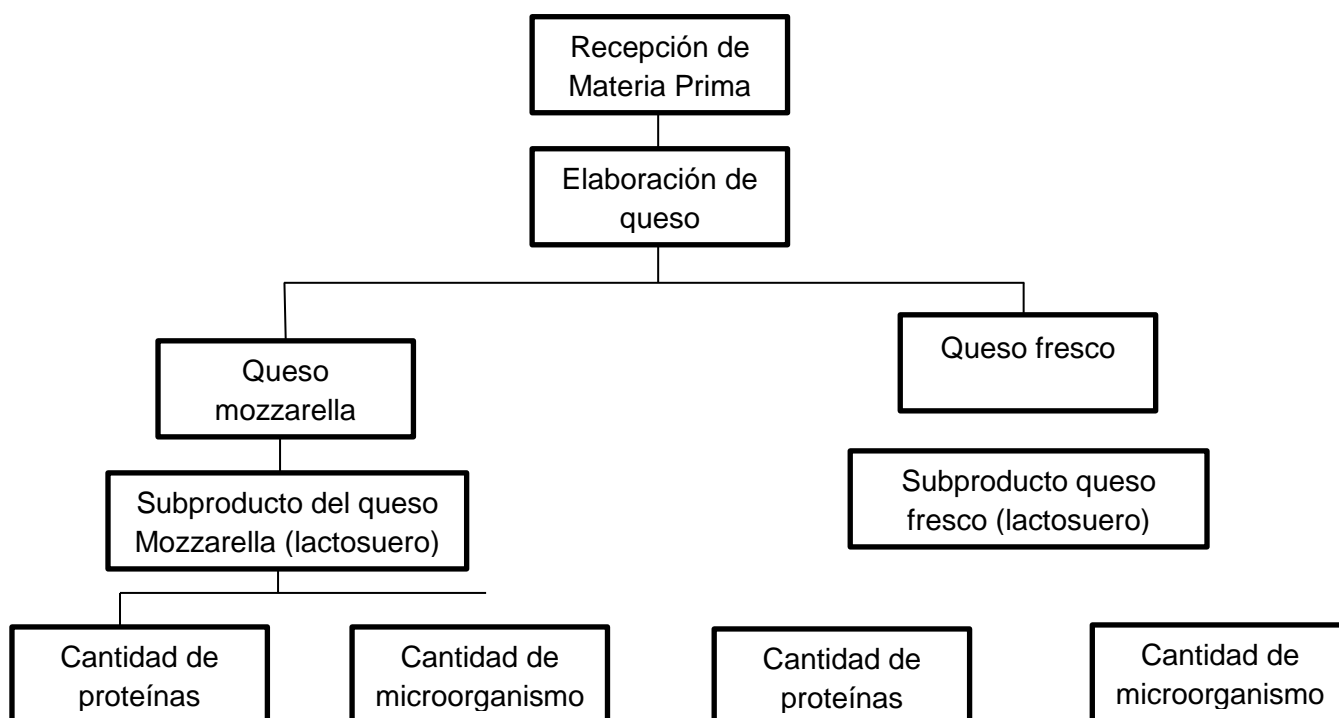 Recepción de
Materia Prima
Elaboración de
queso
Queso
mozzarella
Queso fresco
Subproducto del queso
Mozzarella (lactosuero)
Subproducto queso
fresco (lactosuero)
Cantidad de
proteínas
Cantidad de
microorganismo
Cantidad de
proteínas
Cantidad de
microorganismo